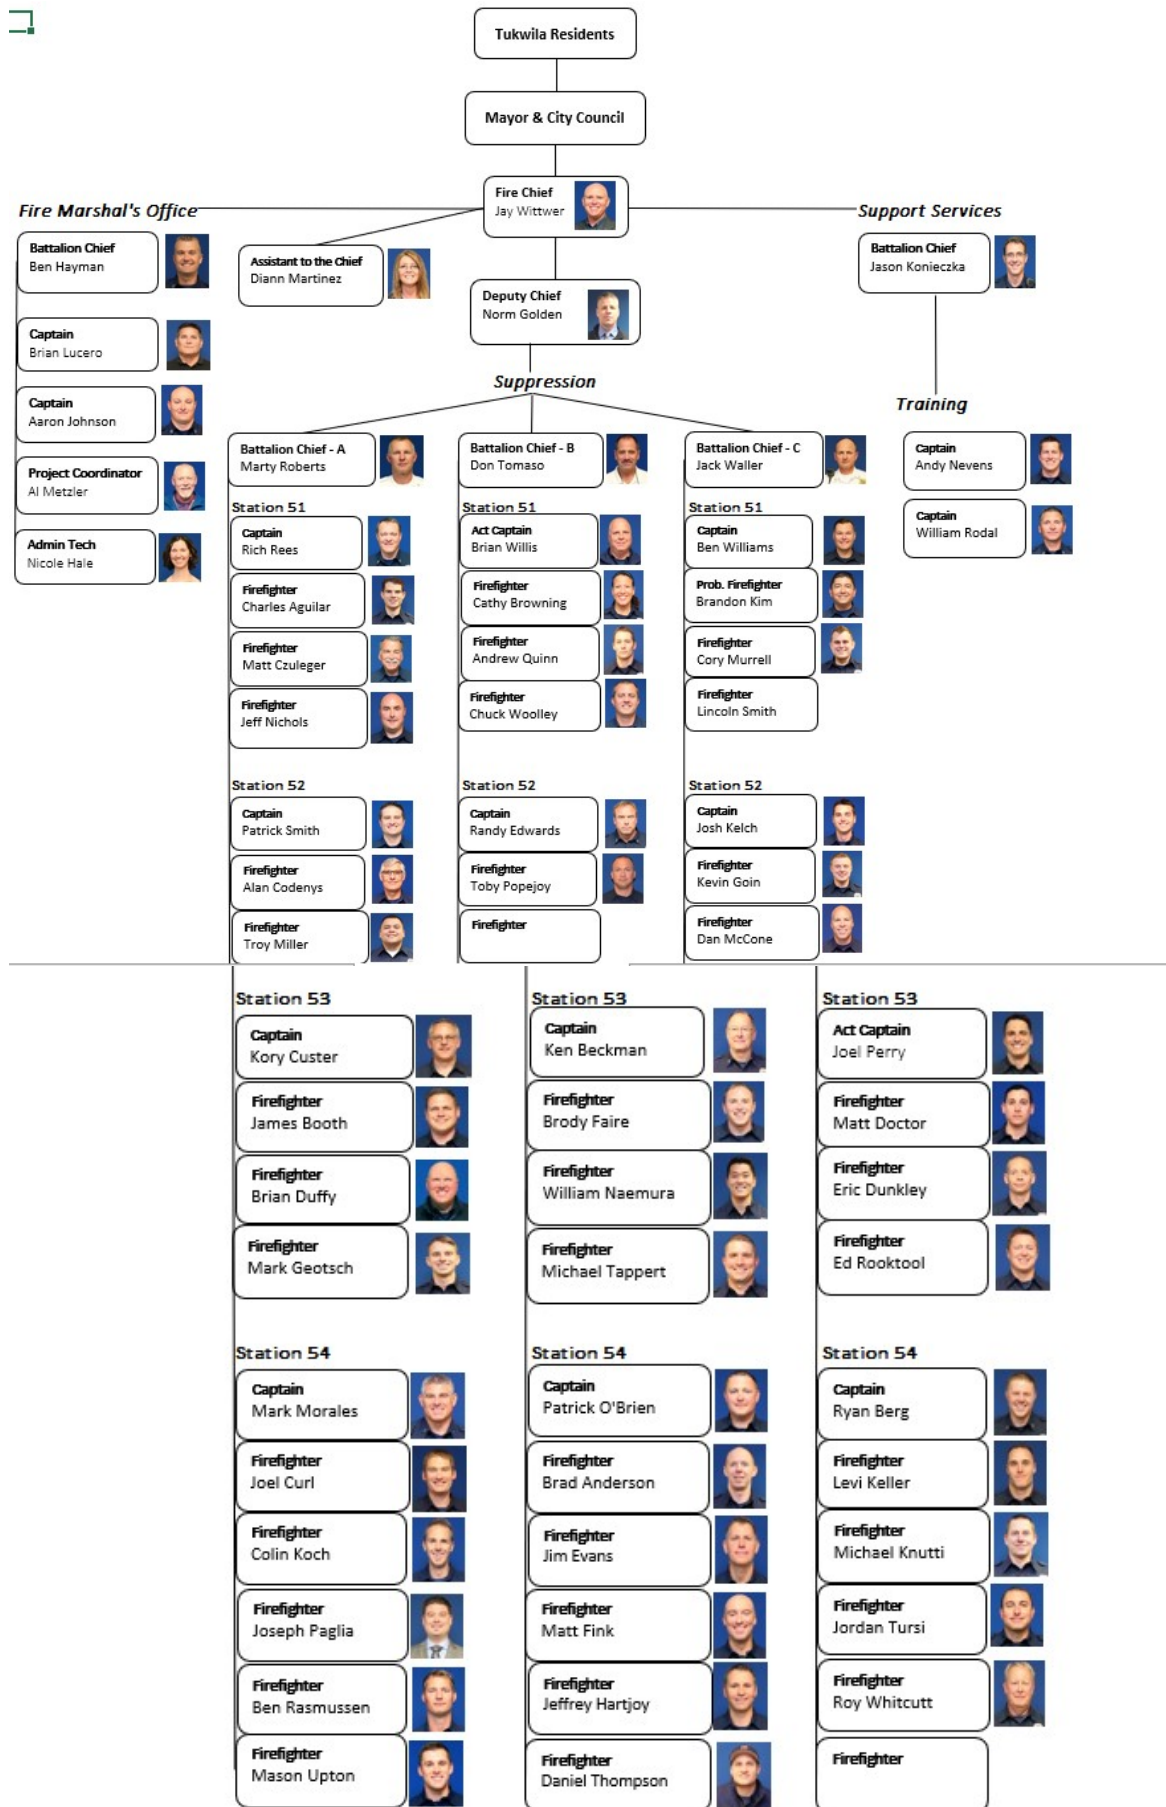 Tukwila Residents
Mayor & City Council
Fire Chief
Jay Wittwer
Fire Marshal's Office
Support Services
Battalion Chief
Ben Hayman
Assistant to the Chief
Diann Martinez
Battalion Chief
Jason Konieczka
Deputy Chief
Norm Golden
Captain
Brian Lucero
Captain
Aaron Johnson
Project Coordinator
Al Metzler
Admin Tech
Nicole Hale
Suppression
Training
Captain
Andy Nevens
Captain
William Rodal
Battalion Chief - A
Marty Roberts
Station 51
Captain
Rich Rees
Firefighter
Charles Aguilar
Firefighter
Matt Czuleger
Firefighter
Jeff Nichols
Station 52
Captain
Patrick Smith
Firefighter
Alan Codenys
Firefighter
Troy Miller
Battalion Chief - B
Don Tomaso
Station 51
Act Captain
Brian Willis
Firefighter
Cathy Browning
Firefighter
Andrew Quinn
Firefighter
Chuck Woolley
Station 52
Captain
Randy Edwards
Firefighter
Toby Popejoy
Firefighter
Battalion Chief - C
Jack Waller
Station 51
Captain
Ben Williams
Prob. Firefighter
Brandon Kim
Firefighter
Cory Murrell
Firefighter
Lincoln Smith
Station 52
Captain
Josh Kelch
Firefighter
Kevin Goin
Firefighter
Dan McCone
Station 53
Captain
Kory Custer
Firefighter
James Booth
Firefighter
Brian Duffy
Firefighter
Mark Geotsch
Station 54
Captain
Mark Morales
Firefighter
Joel Curl
Firefighter
Colin Koch
Firefighter
Joseph Paglia
Firefighter
Ben Rasmussen
Firefighter
Mason Upton
Station 53
Captain
Ken Beckman
Firefighter
Brody Faire
Firefighter
William Naemura
Firefighter
Michael Tappert
Station 54
Captain
Patrick O'Brien
Firefighter
Brad Anderson
Firefighter
Jim Evans
Firefighter
Matt Fink
Firefighter
Jeffrey Hartjoy
Firefighter
Daniel Thompson
Station 53
Act Captain
Joel Perry
Firefighter
Matt Doctor
Firefighter
Eric Dunkley
Firefighter
Ed Rooktool
Station 54
Captain
Ryan Berg
Firefighter
Levi Keller
Firefighter
Michael Knutti
Firefighter
Jordan Tursi
Firefighter
Roy Whitcutt
Firefighter